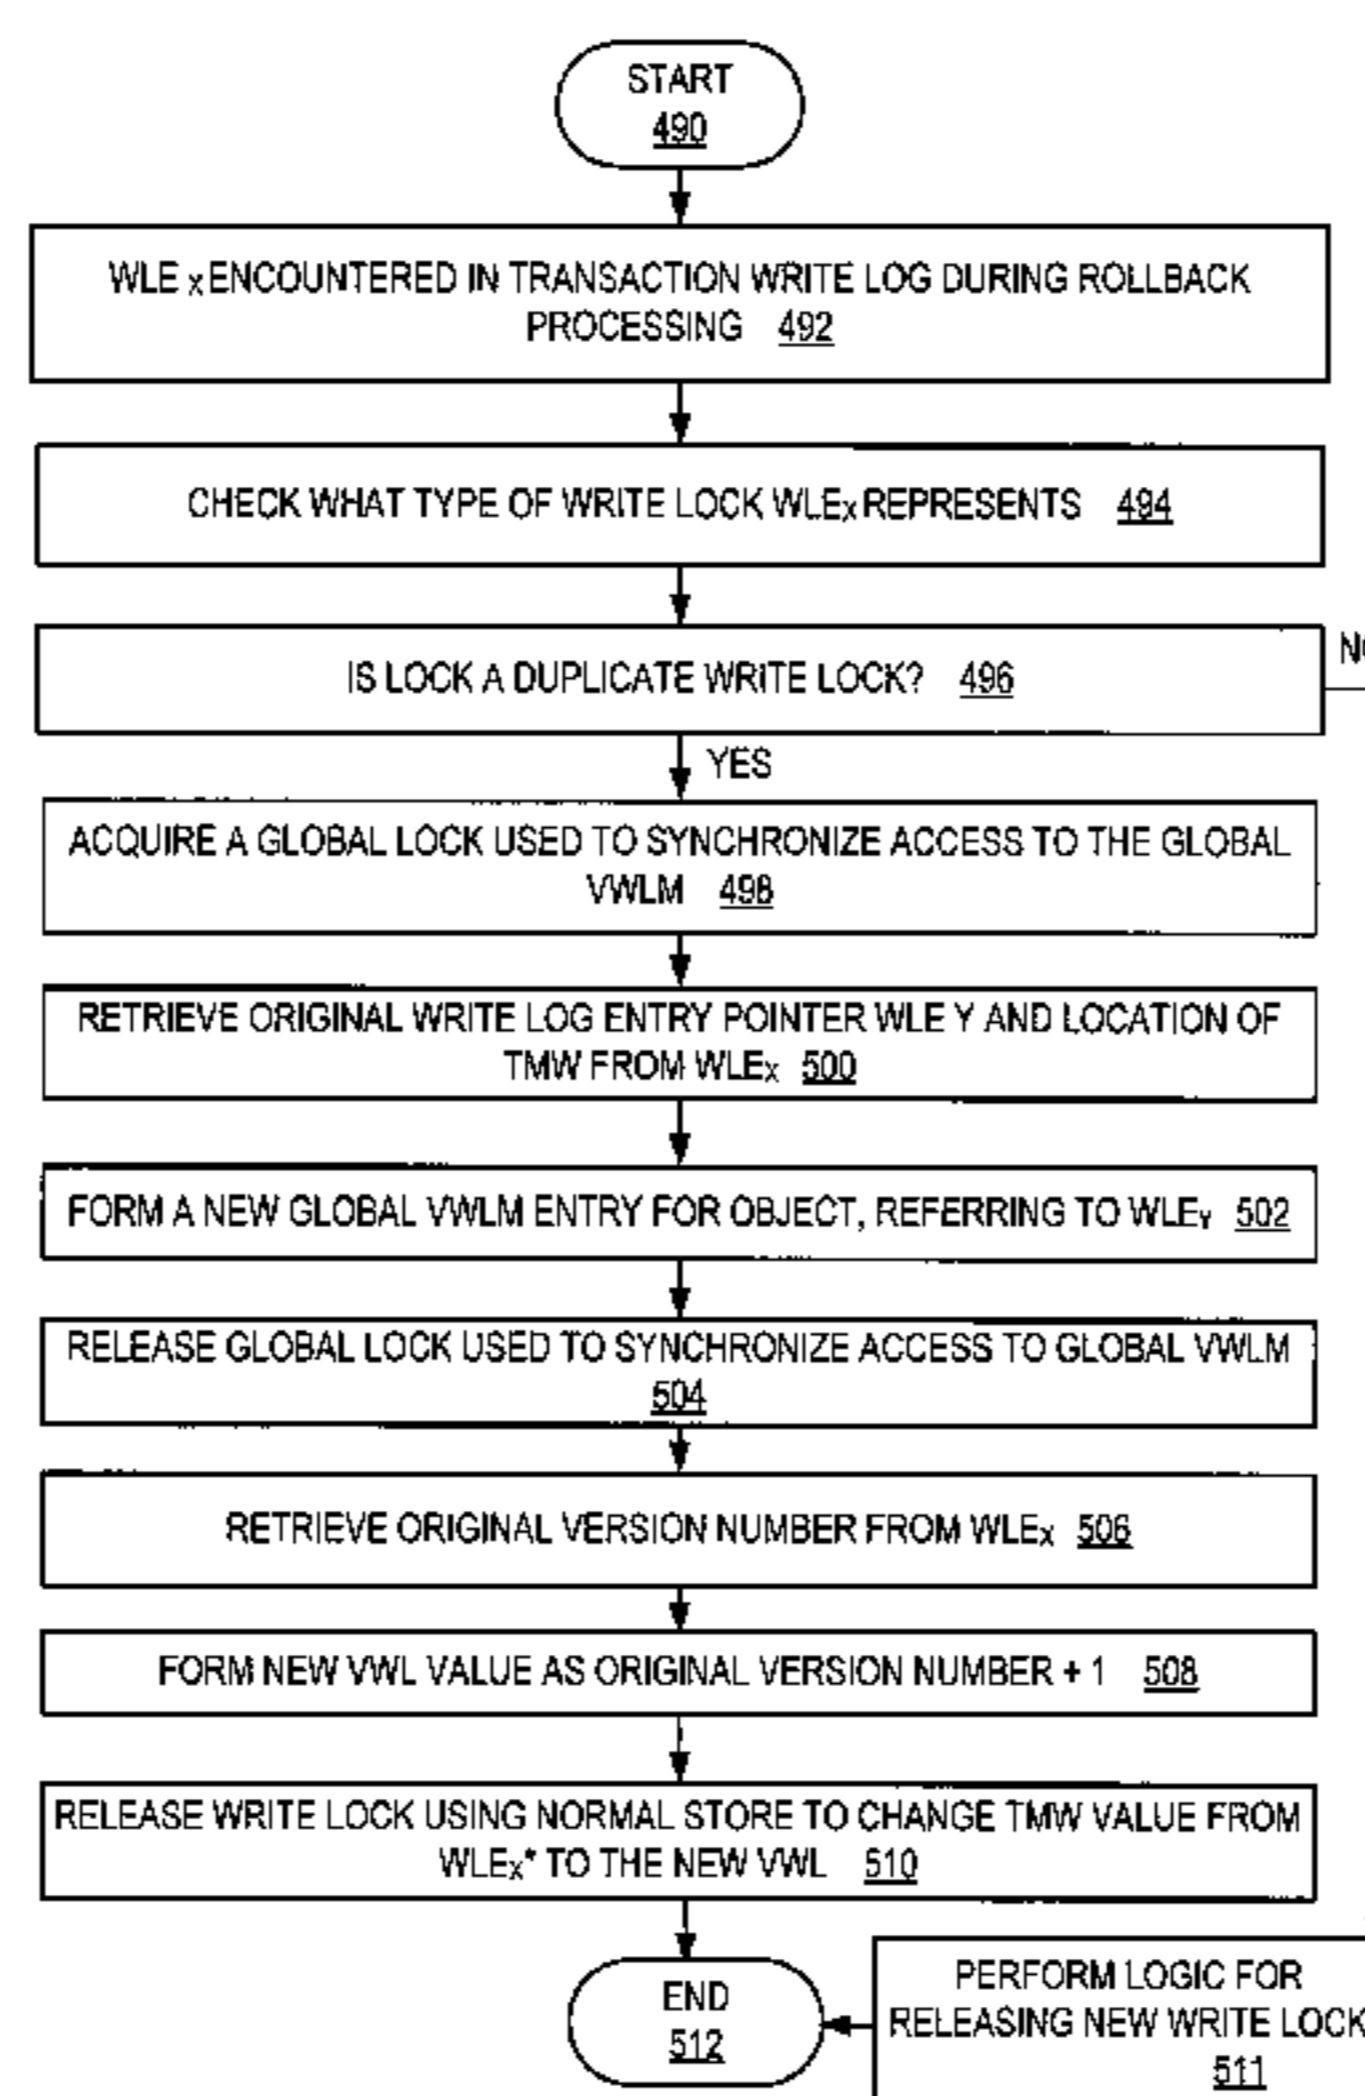 START
490
WLE X ENCOUNTERED IN TRANSACTION WRITE LOG DURING ROLLBACK
PROCESSING 492
CHECK WHAT TYPE OF WRITE LOCK WLEX REPRESENTS 494
IS LOCK A DUPLICATE WRITE LOCK? 496
NO
YES
ACQUIRE A GLOBAL LOCK USED TO SYNCHRONIZE ACCESS TO THE GLOBAL
VWLM 498
RETRIEVE ORIGINAL WRITE LOG ENTRY POINTER WLE Y AND LOCATION OF
TMW FROM WLEX 500
FORM A NEW GLOBAL VWLM ENTRY FOR OBJECT, REFERRING TO WLEY 502
RELEASE GLOBAL LOCK USED TO SYNCHRONIZE ACCESS TO GLOBAL VWLM
504
RETRIEVE ORIGINAL VERSION NUMBER FROM WLEX 506
FORM NEW VWL VALUE AS ORIGINAL VERSION NUMBER + 1 508
RELEASE WRITE LOCK USING NORMAL STORE TO CHANGE TMW VALUE FROM
WLEX* TO THE NEW VWL 510
END
512
PERFORM LOGIC FOR
RELEASING NEW WRITE LOCK
511